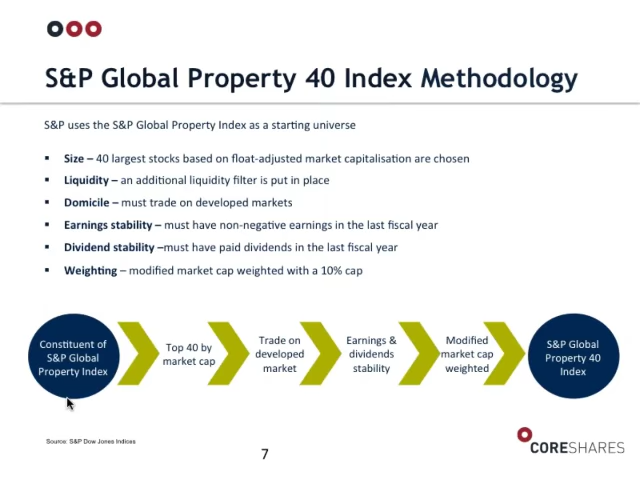 S&P Global Property 40 Index Methodology
S&P uses the S&P Global Property Index as a starting universe
▪ Size – 40 largest stocks based on float-adjusted market capitalisation are chosen
▪ Liquidity – an additional liquidity filter is put in place
▪ Domicile – must trade on developed markets
▪ Earnings stability – must have non-negative earnings in the last fiscal year
▪ Dividend stability –must have paid dividends in the last fiscal year
▪ Weighting – modified market cap weighted with a 10% cap
Constituent of
S&P Global
Property Index
Top 40 by
market cap
Trade on
developed
market
Earnings &
dividends
stability
Modified
market cap
weighted
S&P Global
Property 40
Index
Source: S&P Dow Jones Indices
7
CORESHARES